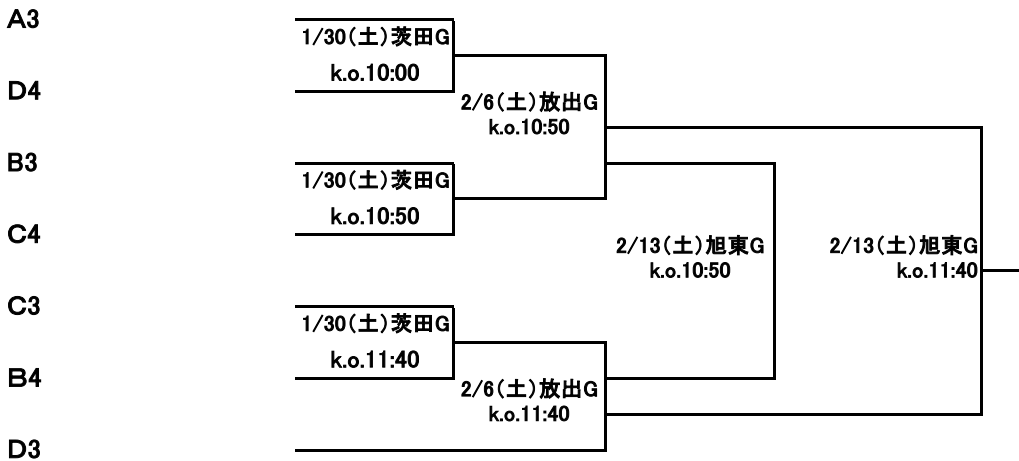 A3
1/30(土)茨田G
k.o.10:00
D4
2/6(土)放出G
k.o.10:50
B3
1/30(土)茨田G
k.o.10:50
C4
2/13(土)旭東G
k.o.10:50
2/13(土)旭東G
k.o.11:40
C3
1/30(土)茨田G
k.o.11:40
B4
2/6(土)放出G
k.o.11:40
D3